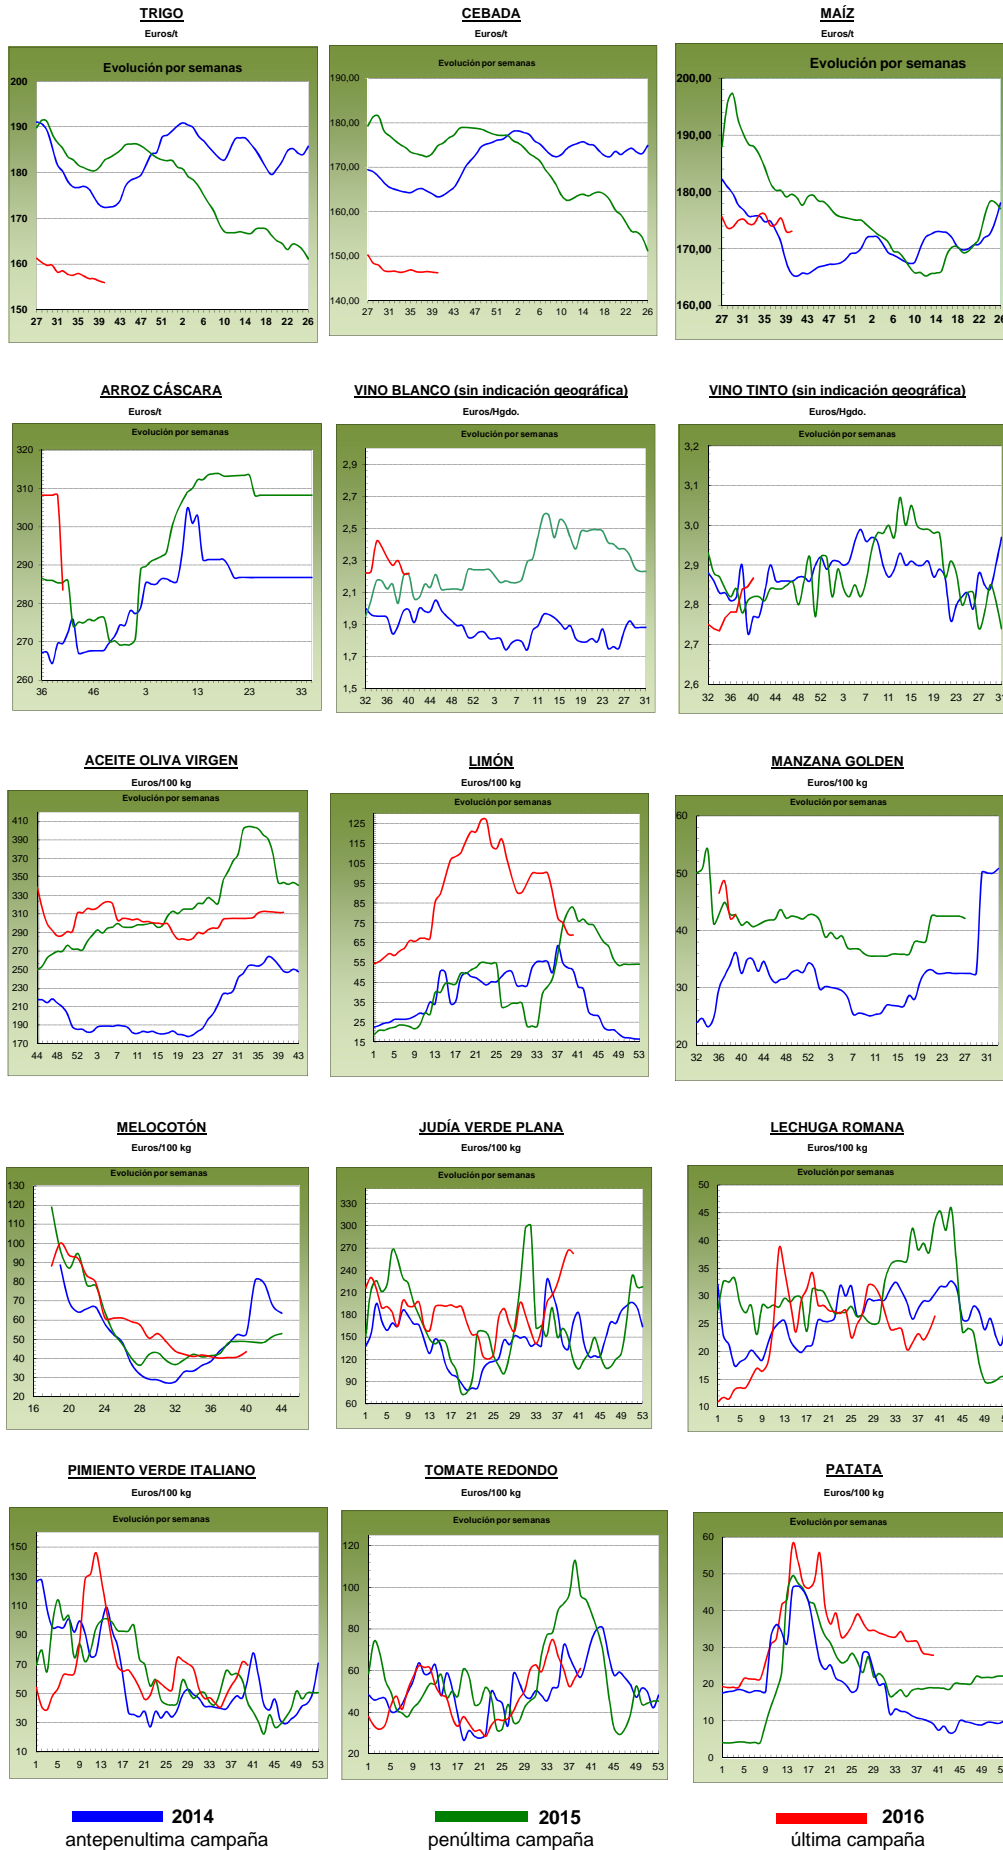 TRIGO
Euros/t
Evolución por semanas
200
190
180
170
160
150
27 31 35 39 43 47 51 2 6 10 14 18 22 26
CEBADA
Euros/t
Evolución por semanas
190,00
180,00
170,00
160,00
150,00
140,00
27 31 35 39 43 47 51 2 6 10 14 18 22 26
MAÍZ
Euros/t
Evolución por semanas
200,00
190,00
180,00
170,00
160,00
27 31 35 39 43 47 51 2 6 10 14 18 22 26
ARROZ CÁSCARA
Euros/t
Evolución por semanas
320
310
300
290
280
270
260
36 46 3 13 23 33
VINO BLANCO (sin indicación geográfica)
Euros/Hgdo.
Evolución por semanas
2,9
2,7
2,5
2,3
2,1
1,9
1,7
1,5
32 36 40 44 48 52 3 7 11 15 19 23 27 31
VINO TINTO (sin indicación geográfica)
Euros/Hgdo.
Evolución por semanas
3,2
3,1
3,0
2,9
2,8
2,7
2,6
32 36 40 44 48 52 3 7 11 15 19 23 27 31
ACEITE OLIVA VIRGEN
Euros/100 kg
Evolución por semanas
410
390
370
350
330
310
290
270
250
230
210
190
170
44 48 52 3 7 11 15 19 23 27 31 35 39 43
LIMÓN
Euros/100 kg
Evolución por semanas
125
115
105
95
85
75
65
55
45
35
25
15
1 5 9 13 17 21 25 29 33 37 41 45 49 53
MANZANA GOLDEN
Euros/100 kg
Evolución por semanas
60
50
40
30
20
32 36 40 44 48 52 3 7 11 15 19 23 27 31
MELOCOTÓN
Euros/100 kg
Evolución por semanas
130
120
110
100
90
80
70
60
50
40
30
20
16 20 24 28 32 36 40 44
JUDÍA VERDE PLANA
Euros/100 kg
Evolución por semanas
330
300
270
240
210
180
150
120
90
60
1 5 9 13 17 21 25 29 33 37 41 45 49 53
LECHUGA ROMANA
Euros/100 kg
Evolución por semanas
50
45
40
35
30
25
20
15
10
1 5 9 13 17 21 25 29 33 37 41 45 49
PIMIENTO VERDE ITALIANO
Euros/100 kg
Evolución por semanas
150
130
110
90
70
50
30
10
1 5 9 13 17 21 25 29 33 37 41 45 49 53
TOMATE REDONDO
Euros/100 kg
Evolución por semanas
120
100
80
60
40
20
1 5 9 13 17 21 25 29 33 37 41 45 49 53
PATATA
Euros/100 kg
Evolución por semanas
60
50
40
30
20
10
0
1 5 9 13 17 21 25 29 33 37 41 45 49
2014
antepenultima campaña
2015
penúltima campaña
2016
última campaña